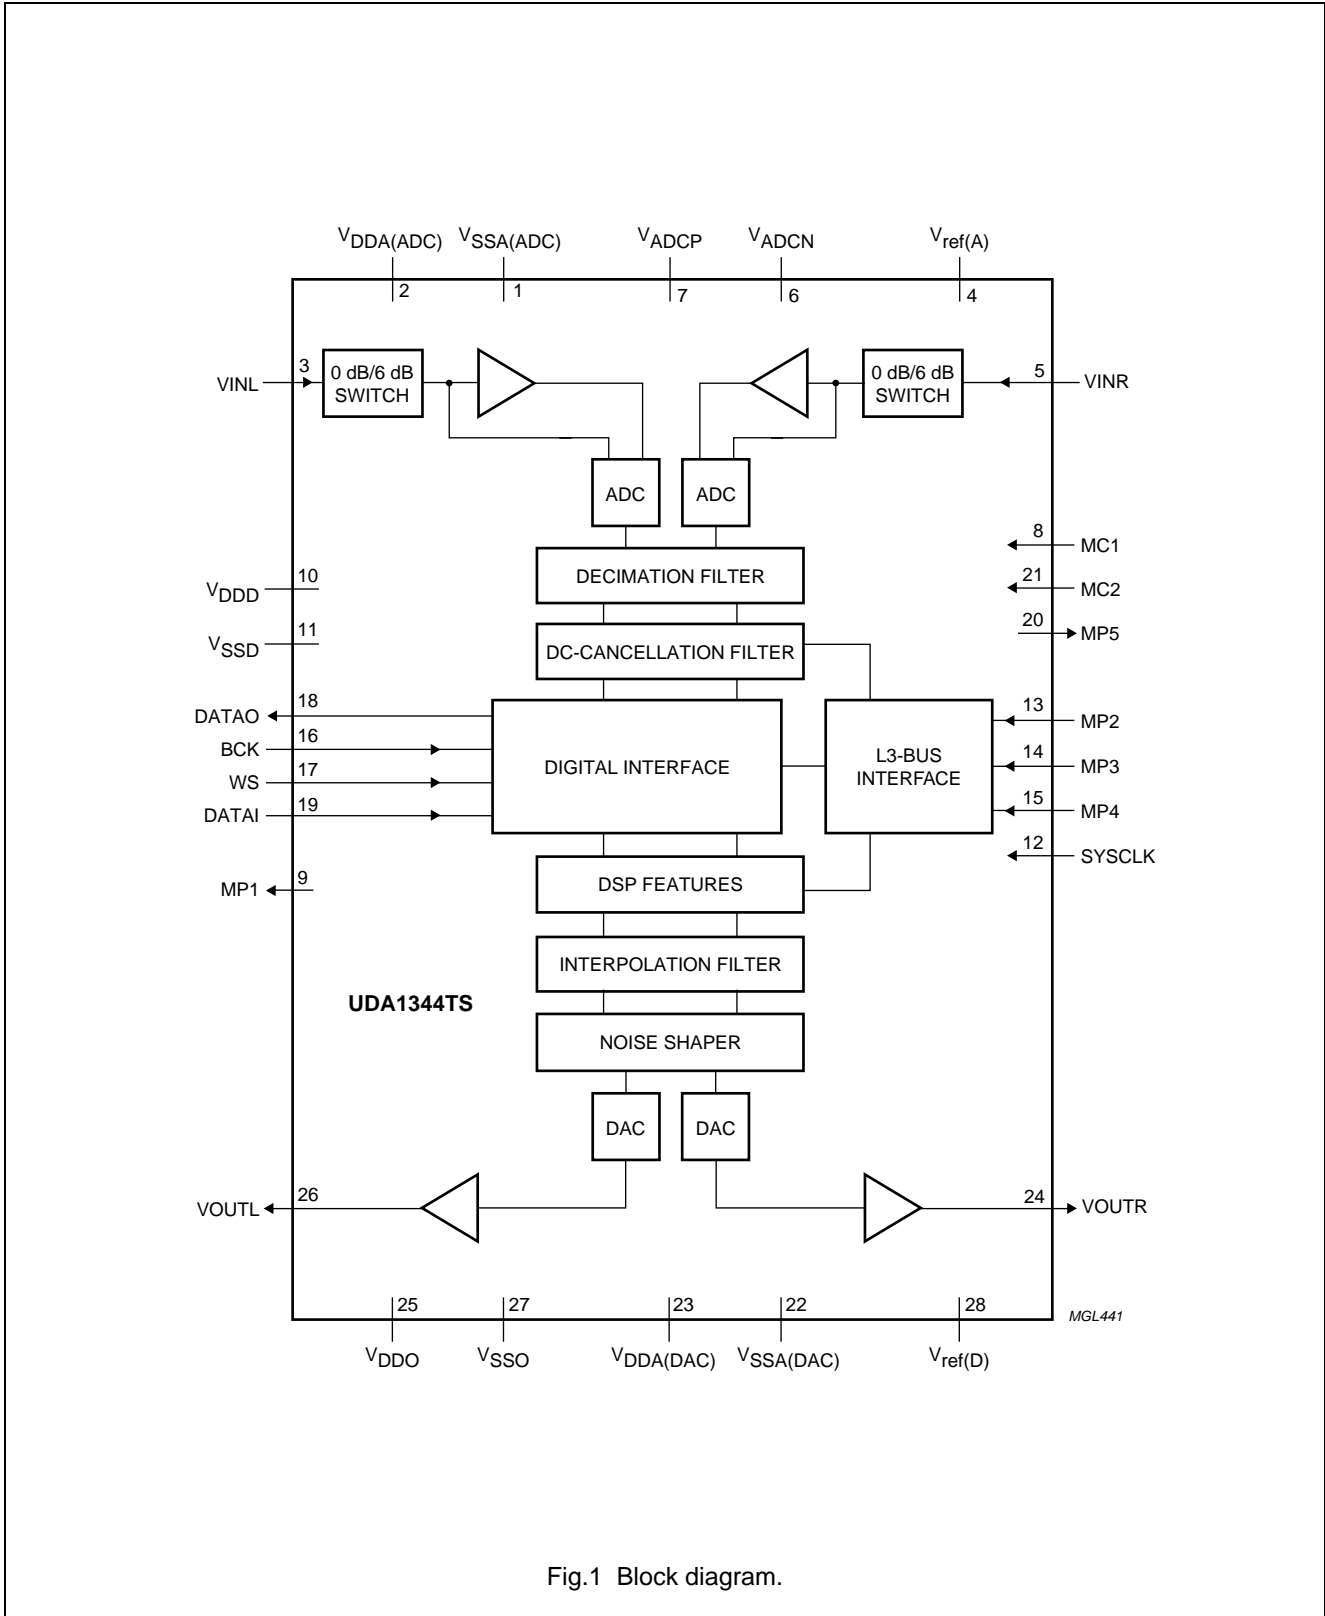 VDDA(ADC) VSSA(ADC) VADCP VADCN Vref(A)
2 1 7 6 4
VINL 3 0 dB/6 dB SWITCH
0 dB/6 dB SWITCH 5 VINR
ADC ADC
8 MC1
DECIMATION FILTER
VDDD 10
21 MC2
20 MP5
VSSD 11
DC-CANCELLATION FILTER
DATAO 18
BCK 16
WS 17
DATAI 19
DIGITAL INTERFACE
L3-BUS
INTERFACE
13 MP2
14 MP3
15 MP4
12 SYSCLK
MP1 9
DSP FEATURES
INTERPOLATION FILTER
UDA1344TS
NOISE SHAPER
DAC DAC
VOUTL 26
24 VOUTR
25 27 23 22 28
MGL441
VDDO VSSO VDDA(DAC) VSSA(DAC) Vref(D)
Fig.1 Block diagram.